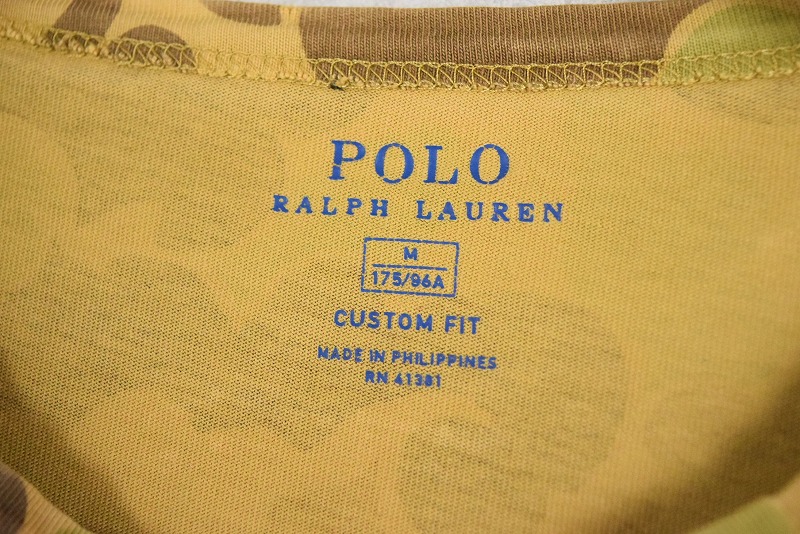 POLO
RALPH LAUREN
M
175/96A
CUSTOM FIT
MADE IN PHILIPPINES
RN 41381